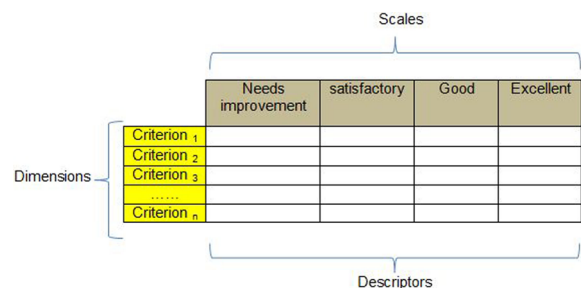 Scales
Needs improvement satisfactory Good Excellent
Criterion 1
Criterion 2
Dimensions Criterion 3
......
Criterion n
Descriptors